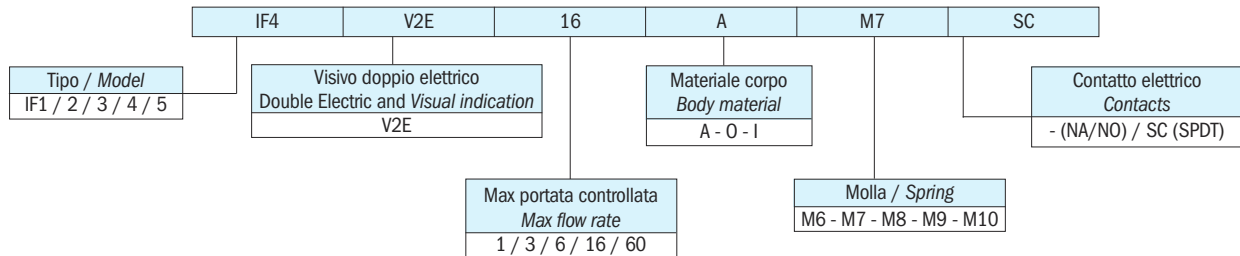 IF4 V2E 16 A M7 SC
Tipo / Model
IF1 / 2 / 3 / 4 / 5
Visivo doppio elettrico
Double Electric and Visual indication
V2E
Materiale corpo
Body material
A - O - I
Contatto elettrico
Contacts
- (NA/NO) / SC (SPDT)
Max portata controllata
Max flow rate
1 / 3 / 6 / 16 / 60
Molla / Spring
M6 - M7 - M8 - M9 - M10